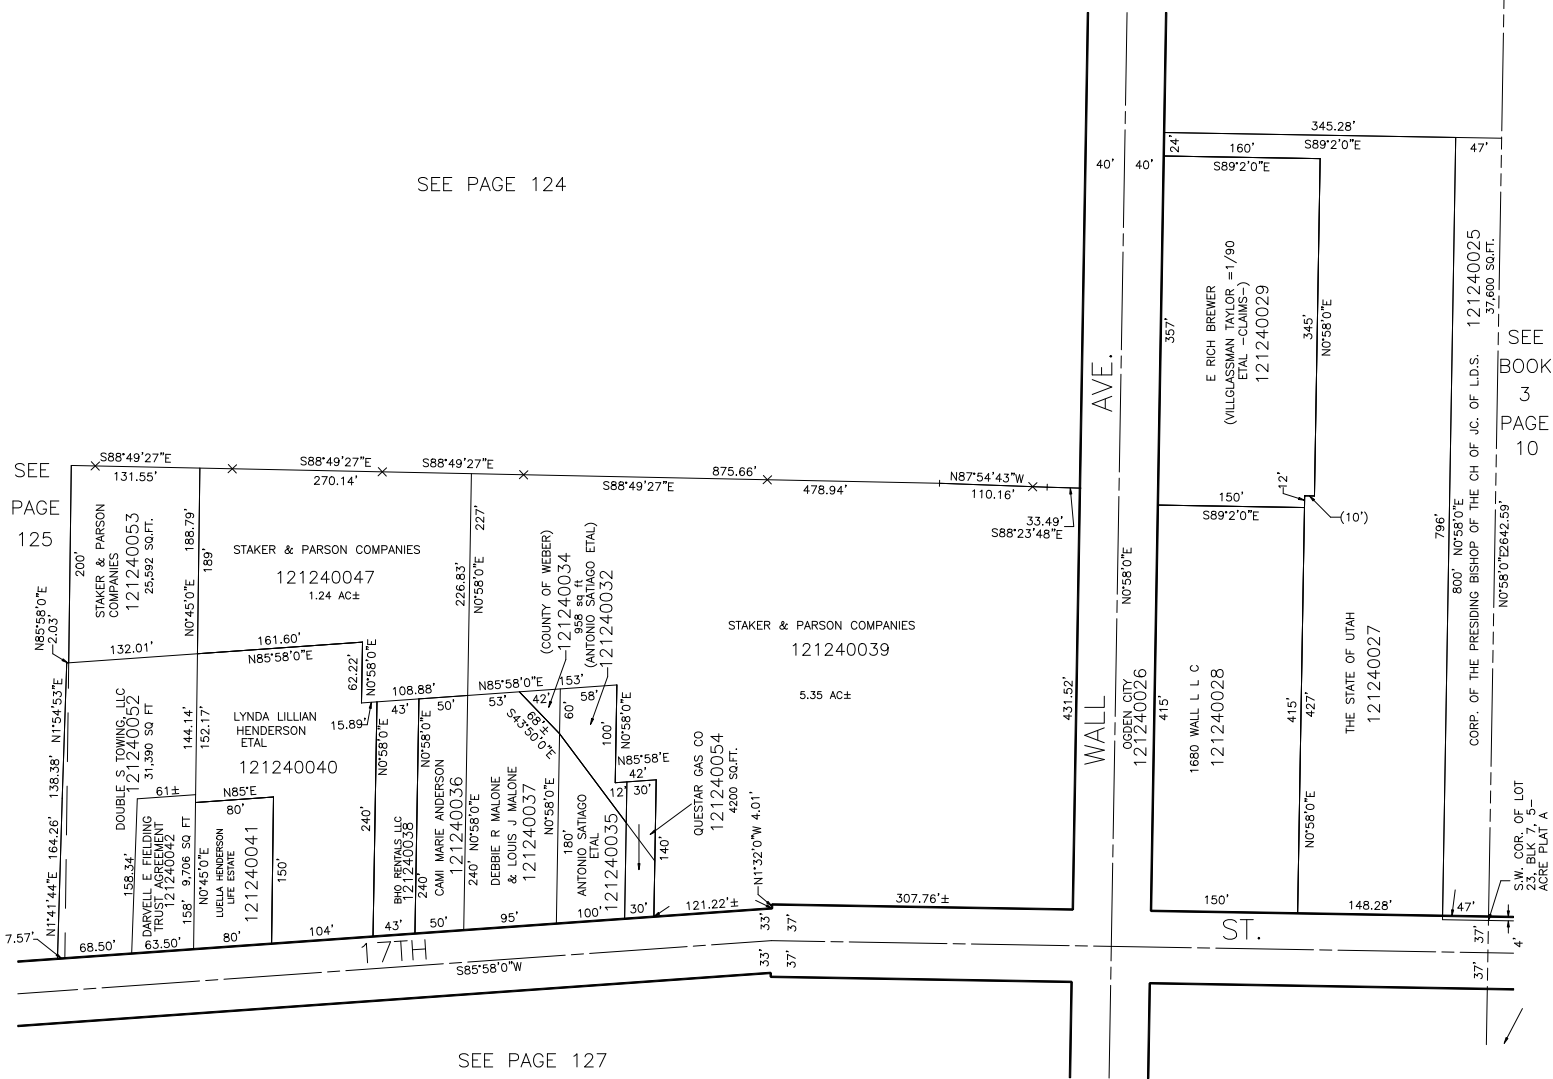 SEE PAGE 124
345.28'
S89°2'0"E
24'
160'
S89°2'0"E
47'
40'
40'
357'
E RICH BREWER
(VILLGLASSMAN TAYLOR =1/90
ETAL -CLAIMS-)
121240029
345'
N0°58'0"E
12'
(10')
150'
S89°2'0"E
121240025
37,600 SQ.FT.
CORP. OF THE PRESIDING BISHOP OF THE CH OF JC. OF L.D.S.
796'
800' N0°58'0"E
N0°58'0"E
2642.59'
SEE
BOOK
3
PAGE
10
WALL AVE.
N0°58'0"E
OGDEN CITY
121240026
431.52'
415'
1680 WALL L L C
121240028
415'
427'
N0°58'0"E
THE STATE OF UTAH
121240027
S.W. COR. OF LOT
23, BLK 7, 5-
ACRE PLAT A
150'
148.28'
47'
37'
37'
4'
SEE
PAGE
125
S88°49'27"E
131.55'
S88°49'27"E
270.14'
S88°49'27"E
875.66'
S88°49'27"E
478.94'
N87°54'43"W
110.16'
33.49'
S88°23'48"E
200'
STAKER & PARSON
COMPANIES
121240053
25,592 SQ.FT.
188.79'
189'
N0°45'0"E
STAKER & PARSON COMPANIES
121240047
1.24 AC±
227'
226.83'
N0°58'0"E
(COUNTY OF WEBER)
121240034
958 sq ft
(ANTONIO SATIAGO ETAL)
121240032
STAKER & PARSON COMPANIES
121240039
5.35 AC±
N85°58'0"E
2.03'
132.01'
161.60'
N85°58'0"E
62.22'
N0°58'0"E
15.89'
108.88'
43'
50'
N85°58'0"E
153'
53'
42'
58'
60'
68'±
S43°50'0"E
100'
N0°58'0"E
N85°58'E
42'
12'
30'
N1°54'53"E
138.38'
164.26'
N1°41'44"E
DOUBLE S TOWING, LLC
121240052
31,390 SQ FT
144.14'
152.17'
LYNDA LILLIAN
HENDERSON
ETAL
121240040
61±
N85°E
80'
158.34'
DARVELL E FIELDING
TRUST AGREEMENT
121240042
158' 9,706 SQ FT
N0°45'0"E
LUELLA HENDERSON
LIFE ESTATE
121240041
150'
240'
N0°58'0"E
BHO RENTALS LLC
121240038
240'
N0°58'0"E
CAMI MARIE ANDERSON
121240036
240' N0°58'0"E
DEBBIE R MALONE
& LOUIS J MALONE
121240037
N0°58'0"E
180'
ANTONIO SATIAGO
ETAL
121240035
140'
QUESTAR GAS CO
121240054
4200 SQ.FT.
N1°32'0"W 4.01'
7.57'
68.50'
63.50'
80'
104'
43'
50'
95'
100'
30'
121.22'±
33'
37'
307.76'±
33'
37'
17TH ST.
S85°58'0"W
SEE PAGE 127